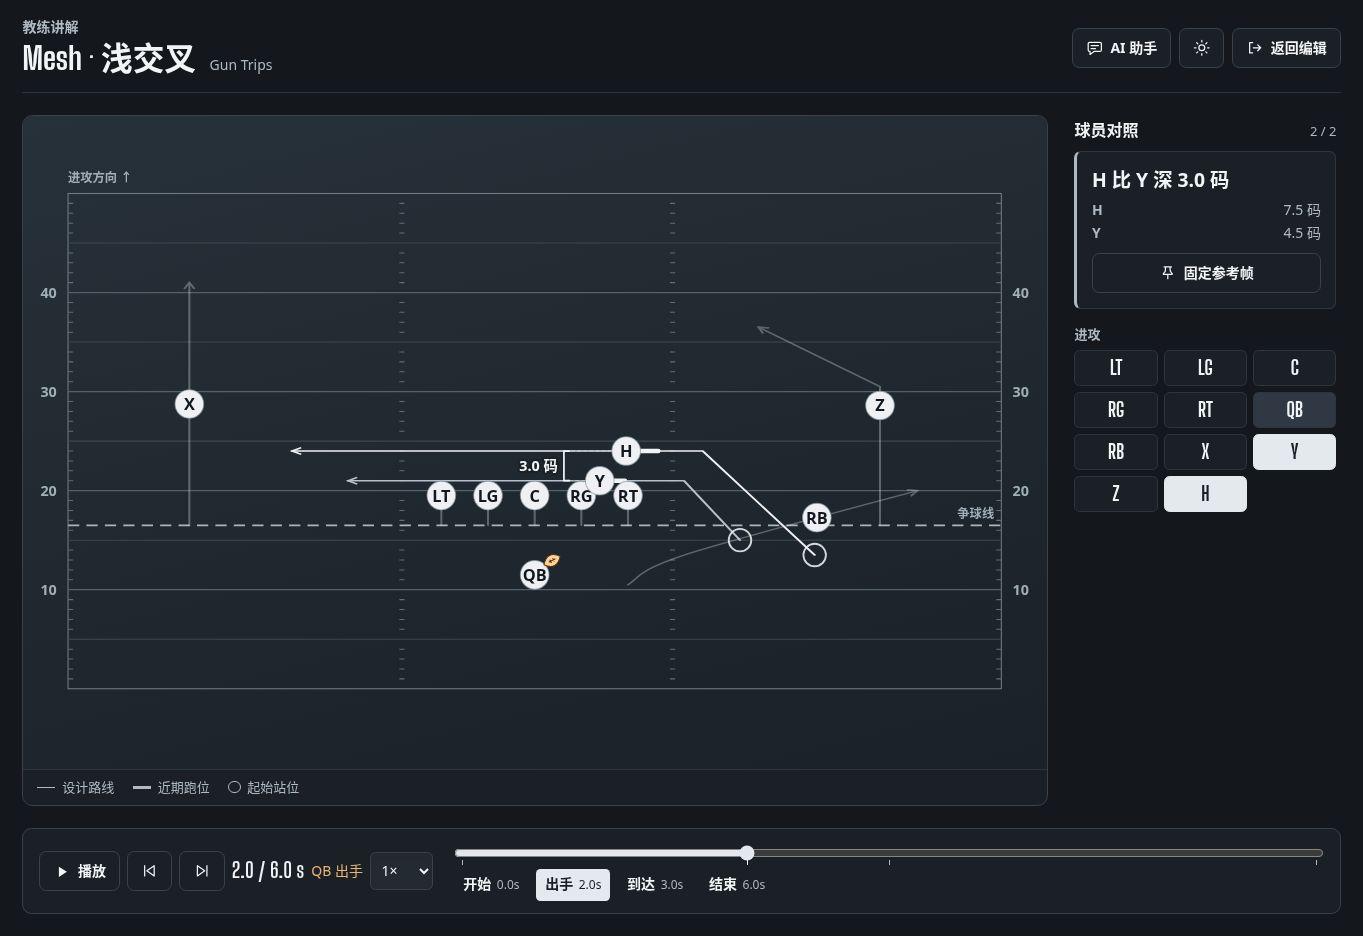 教练讲解
Mesh · 浅交叉 Gun Trips
AI 助手
返回编辑
进攻方向 ↑
40 40
30 30
20 20
10 10
X
Z
H
3.0 码
Y
LT LG C RG RT
争球线
RB
QB
设计路线 近期跑位 起始站位
球员对照 2 / 2
H 比 Y 深 3.0 码
H 7.5 码
Y 4.5 码
固定参考帧
进攻
LT LG C
RG RT QB
RB X Y
Z H
播放
2.0 / 6.0 s QB 出手 1×
开始 0.0s 出手 2.0s 到达 3.0s 结束 6.0s